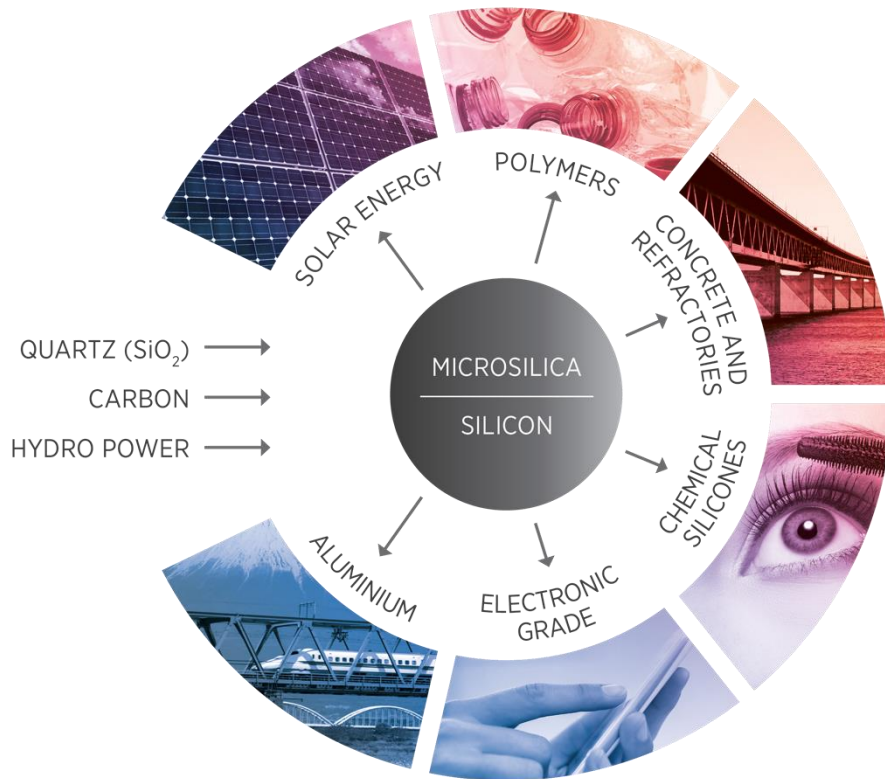 QUARTZ (SiO₂)
CARBON
HYDRO POWER
MICROSILICA
SILICON
SOLAR ENERGY
POLYMERS
CONCRETE AND
REFRACTORIES
CHEMICAL
SILICONES
ELECTRONIC
GRADE
ALUMINIUM